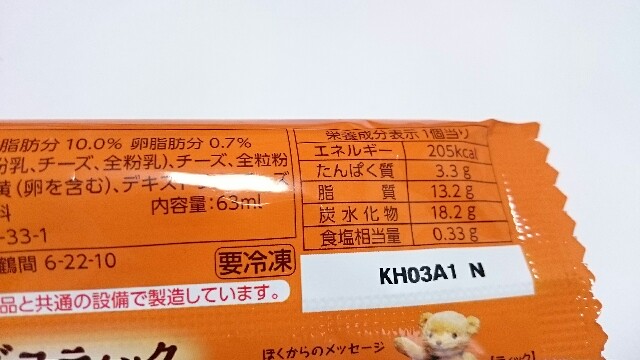 脂肪分 10.0% 卵脂肪分 0.7%
粉乳、チーズ、全粉乳)、チーズ、全粒粉
黄(卵を含む)、デキスト
料 内容量:63ml
-33-1
鶴間 6-22-10
要冷凍
品と共通の設備で製造しています。
栄養成分表示 1個当り
エネルギー 205kcal
たんぱく質 3.3g
脂質 13.2g
炭水化物 18.2g
食塩相当量 0.33g
KH03A1 N
ぼくからのメッセージ